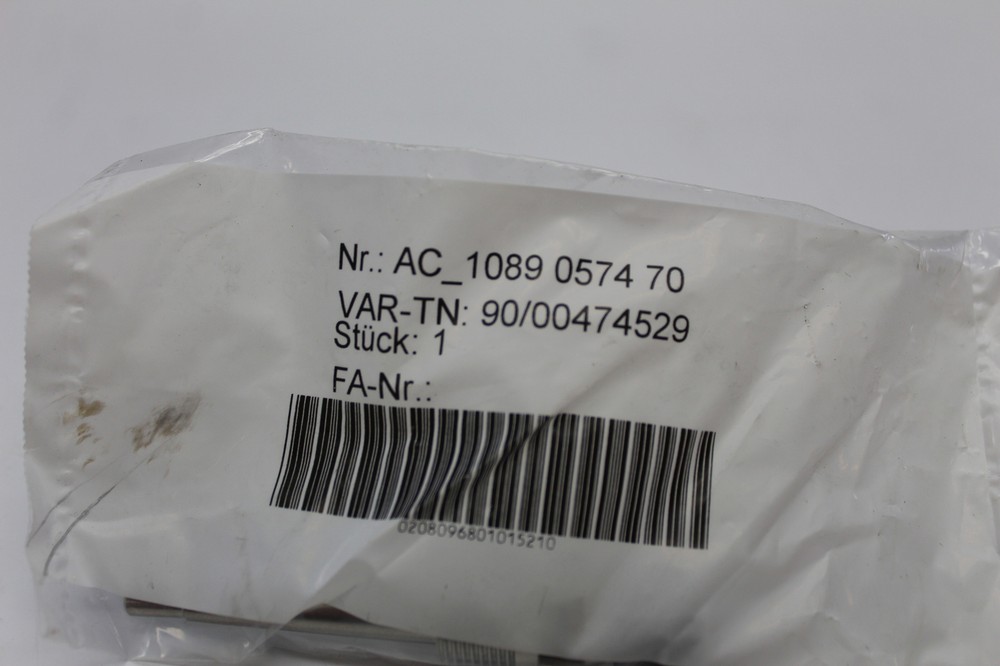 Nr.: AC_1089 0574 70
VAR-TN: 90/00474529
Stück: 1
FA-Nr.:
0208096801015210